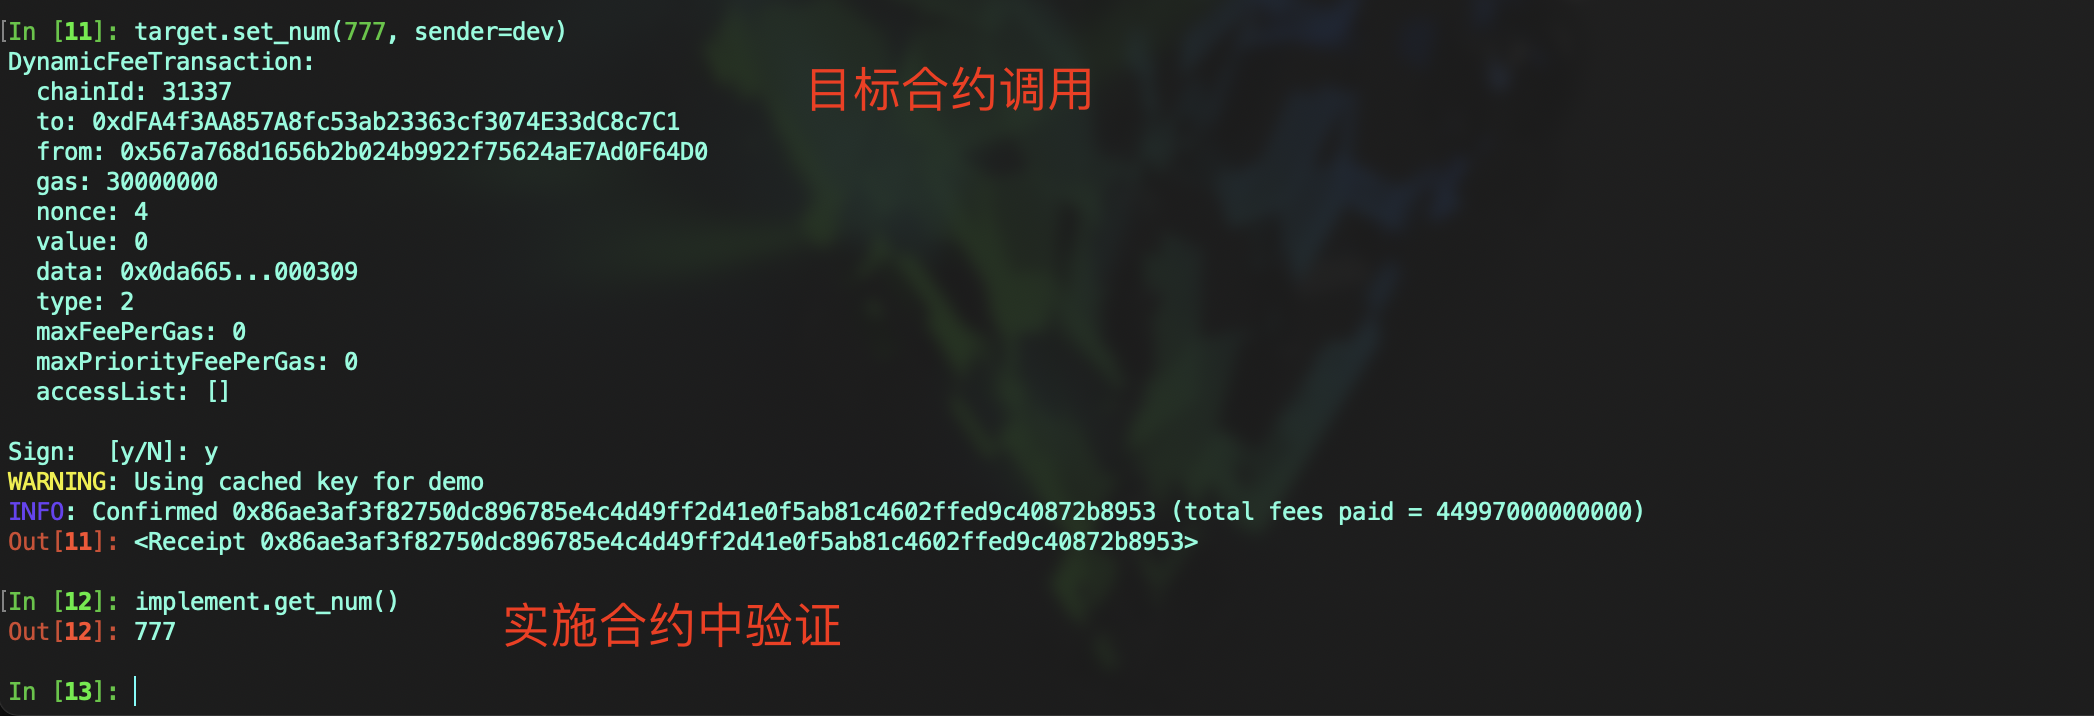 [In [11]: target.set_num(777, sender=dev)
DynamicFeeTransaction:
目标合约调用
chainId: 31337
to: 0xdFA4f3AA857A8fc53ab23363cf3074E33dC8c7C1
from: 0x567a768d1656b2b024b9922f75624aE7Ad0F64D0
gas: 30000000
nonce: 4
value: 0
data: 0x0da665...000309
type: 2
maxFeePerGas: 0
maxPriorityFeePerGas: 0
accessList: []
Sign:  [y/N]: y
WARNING: Using cached key for demo
INFO: Confirmed 0x86ae3af3f82750dc896785e4c4d49ff2d41e0f5ab81c4602ffed9c40872b8953 (total fees paid = 44997000000000)
Out[11]: <Receipt 0x86ae3af3f82750dc896785e4c4d49ff2d41e0f5ab81c4602ffed9c40872b8953>
[In [12]: implement.get_num()
Out[12]: 777
实施合约中验证
In [13]: